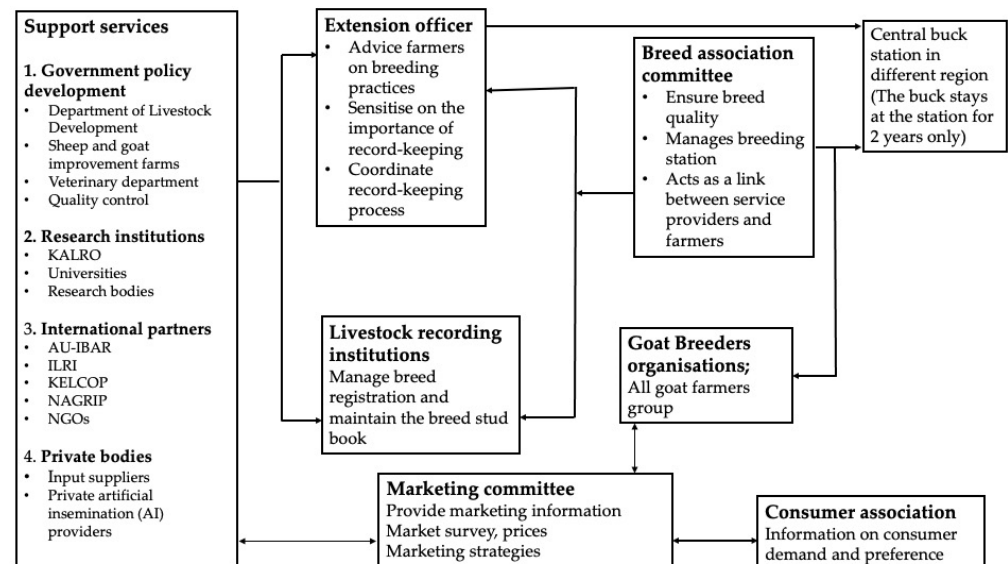 Support services
1. Government policy
development
• Department of Livestock
Development
• Sheep and goat
improvement farms
• Veterinary department
• Quality control
2. Research institutions
• KALRO
• Universities
• Research bodies
3. International partners
• AU-IBAR
• ILRI
• KELCOP
• NAGRIP
• NGOs
4. Private bodies
• Input suppliers
• Private artificial
insemination (AI)
providers
Extension officer
• Advice farmers
on breeding
practices
• Sensitise on the
importance of
record-keeping
• Coordinate
record-keeping
process
Breed association
committee
• Ensure breed
quality
• Manages breeding
station
• Acts as a link
between service
providers and
farmers
Central buck
station in
different region
(The buck stays
at the station for
2 years only)
Livestock recording
institutions
Manage breed
registration and
maintain the breed stud
book
Goat Breeders
organisations;
All goat farmers
group
Marketing committee
Provide marketing information
Market survey, prices
Marketing strategies
Consumer association
Information on consumer
demand and preference